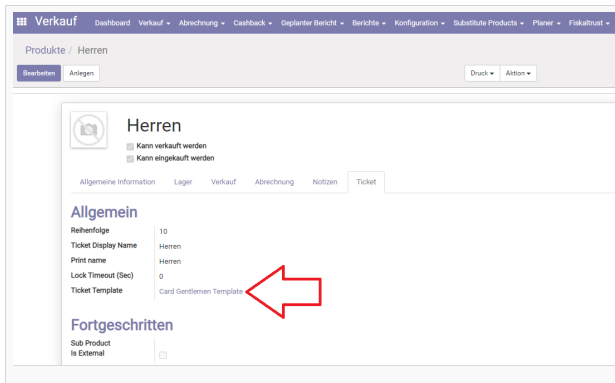 Verkauf Dashboard Verkauf Abrechnung Cashback Geplanter Bericht Berichte Konfiguration Substitute Products Planer Fiskaltrust
Produkte / Herren
Bearbeiten Anlegen Druck Aktion
Herren
Kann verkauft werden
Kann eingekauft werden
Allgemeine Information Lager Verkauf Abrechnung Notizen Ticket
Allgemein
Reihenfolge 10
Ticket Display Name Herren
Print name Herren
Lock Timeout (Sec) 0
Ticket Template Card Gentlemen Template
Fortgeschritten
Sub Product
Is External